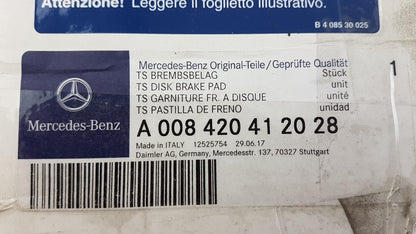 Attenzione! Leggere il foglietto illustrativo.
B 4 085 30 025
Mercedes-Benz Original-Teile/Geprüfte Qualität
TS BREMBSBELAG Stück 1
TS DISK BRAKE PAD unit
TS GARNITURE FR. A DISQUE unité
TS PASTILLA DE FRENO unidad
Mercedes-Benz
A 008 420 41 20 28
Made in ITALY 12525754 29.06.17
Daimler AG, Germany, Mercedesstr. 137, 70327 Stuttgart